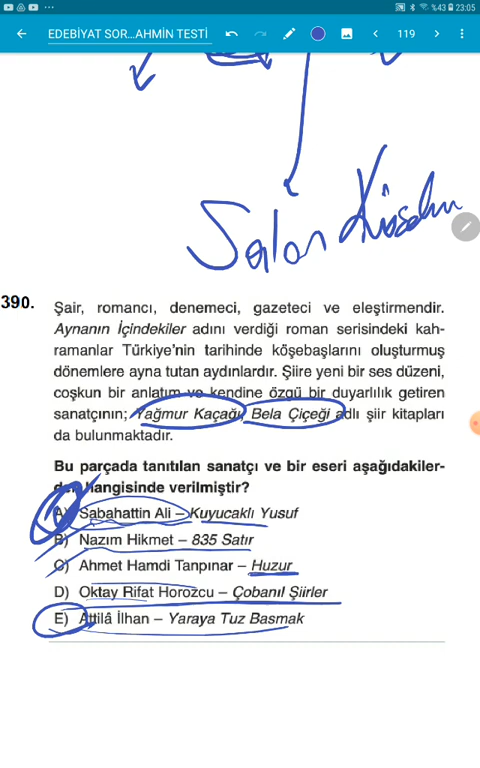 %43 23:05
EDEBİYAT SOR...AHMİN TESTİ
119
Salon
390. Şair, romancı, denemeci, gazeteci ve eleştirmendir.
Aynanın İçindekiler adını verdiği roman serisindeki kah-
ramanlar Türkiye'nin tarihinde köşebaşlarını oluşturmuş
dönemlere ayna tutan aydınlardır. Şiire yeni bir ses düzeni,
coşkun bir anlatım ve kendine özgü bir duyarlılık getiren
sanatçının; Yağmur Kaçağı, Bela Çiçeği adlı şiir kitapları
da bulunmaktadır.
Bu parçada tanıtılan sanatçı ve bir eseri aşağıdakiler-
den hangisinde verilmiştir?
A) Sabahattin Ali – Kuyucaklı Yusuf
B) Nazım Hikmet – 835 Satır
C) Ahmet Hamdi Tanpınar – Huzur
D) Oktay Rifat Horozcu – Çobanıl Şiirler
E) Attilâ İlhan – Yaraya Tuz Basmak